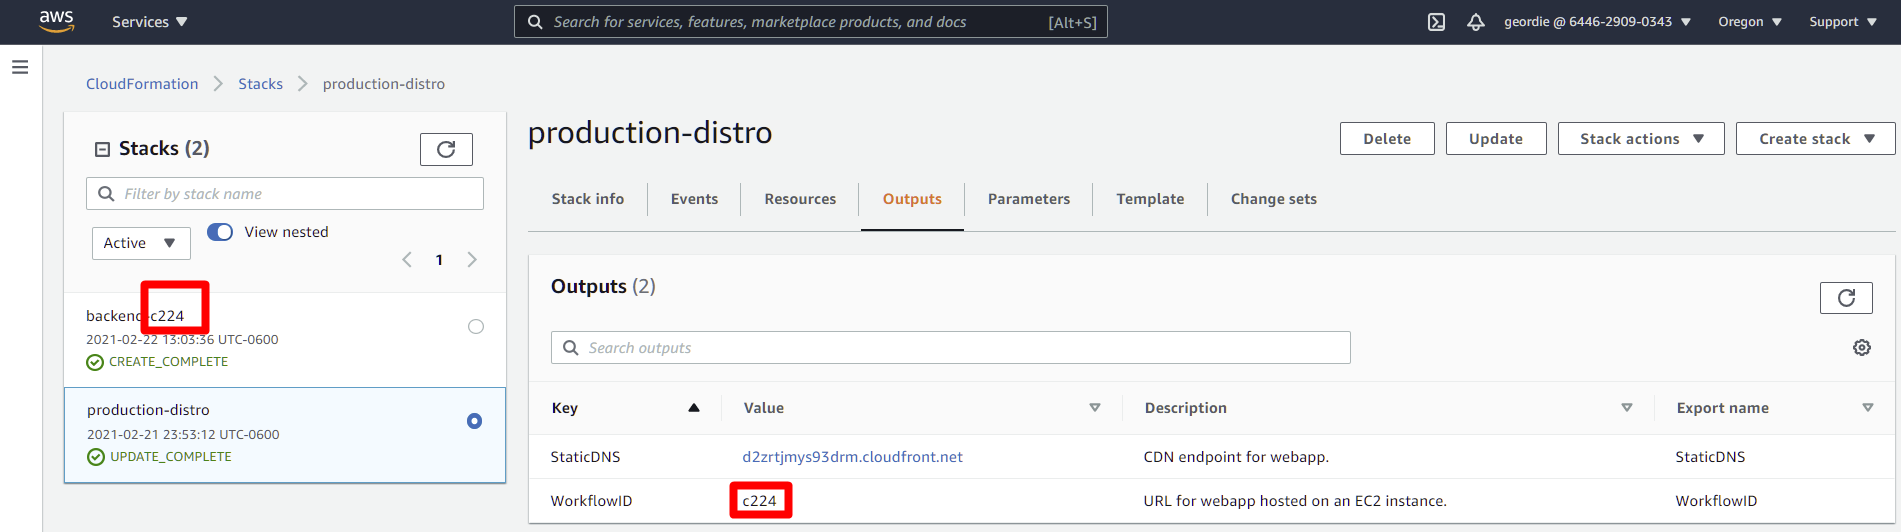 aws Services Search for services, features, marketplace products, and docs [Alt+S] geordie @ 6446-2909-0343 Oregon Support
CloudFormation Stacks production-distro
Stacks (2)
Filter by stack name
Active View nested
1
backend-c224
2021-02-22 13:03:36 UTC-0600
CREATE_COMPLETE
production-distro
2021-02-21 23:53:12 UTC-0600
UPDATE_COMPLETE
production-distro
Delete Update Stack actions Create stack
Stack info Events Resources Outputs Parameters Template Change sets
Outputs (2)
Search outputs
Key Value Description Export name
StaticDNS d2zrtjmys93drm.cloudfront.net CDN endpoint for webapp. StaticDNS
WorkflowID c224 URL for webapp hosted on an EC2 instance. WorkflowID